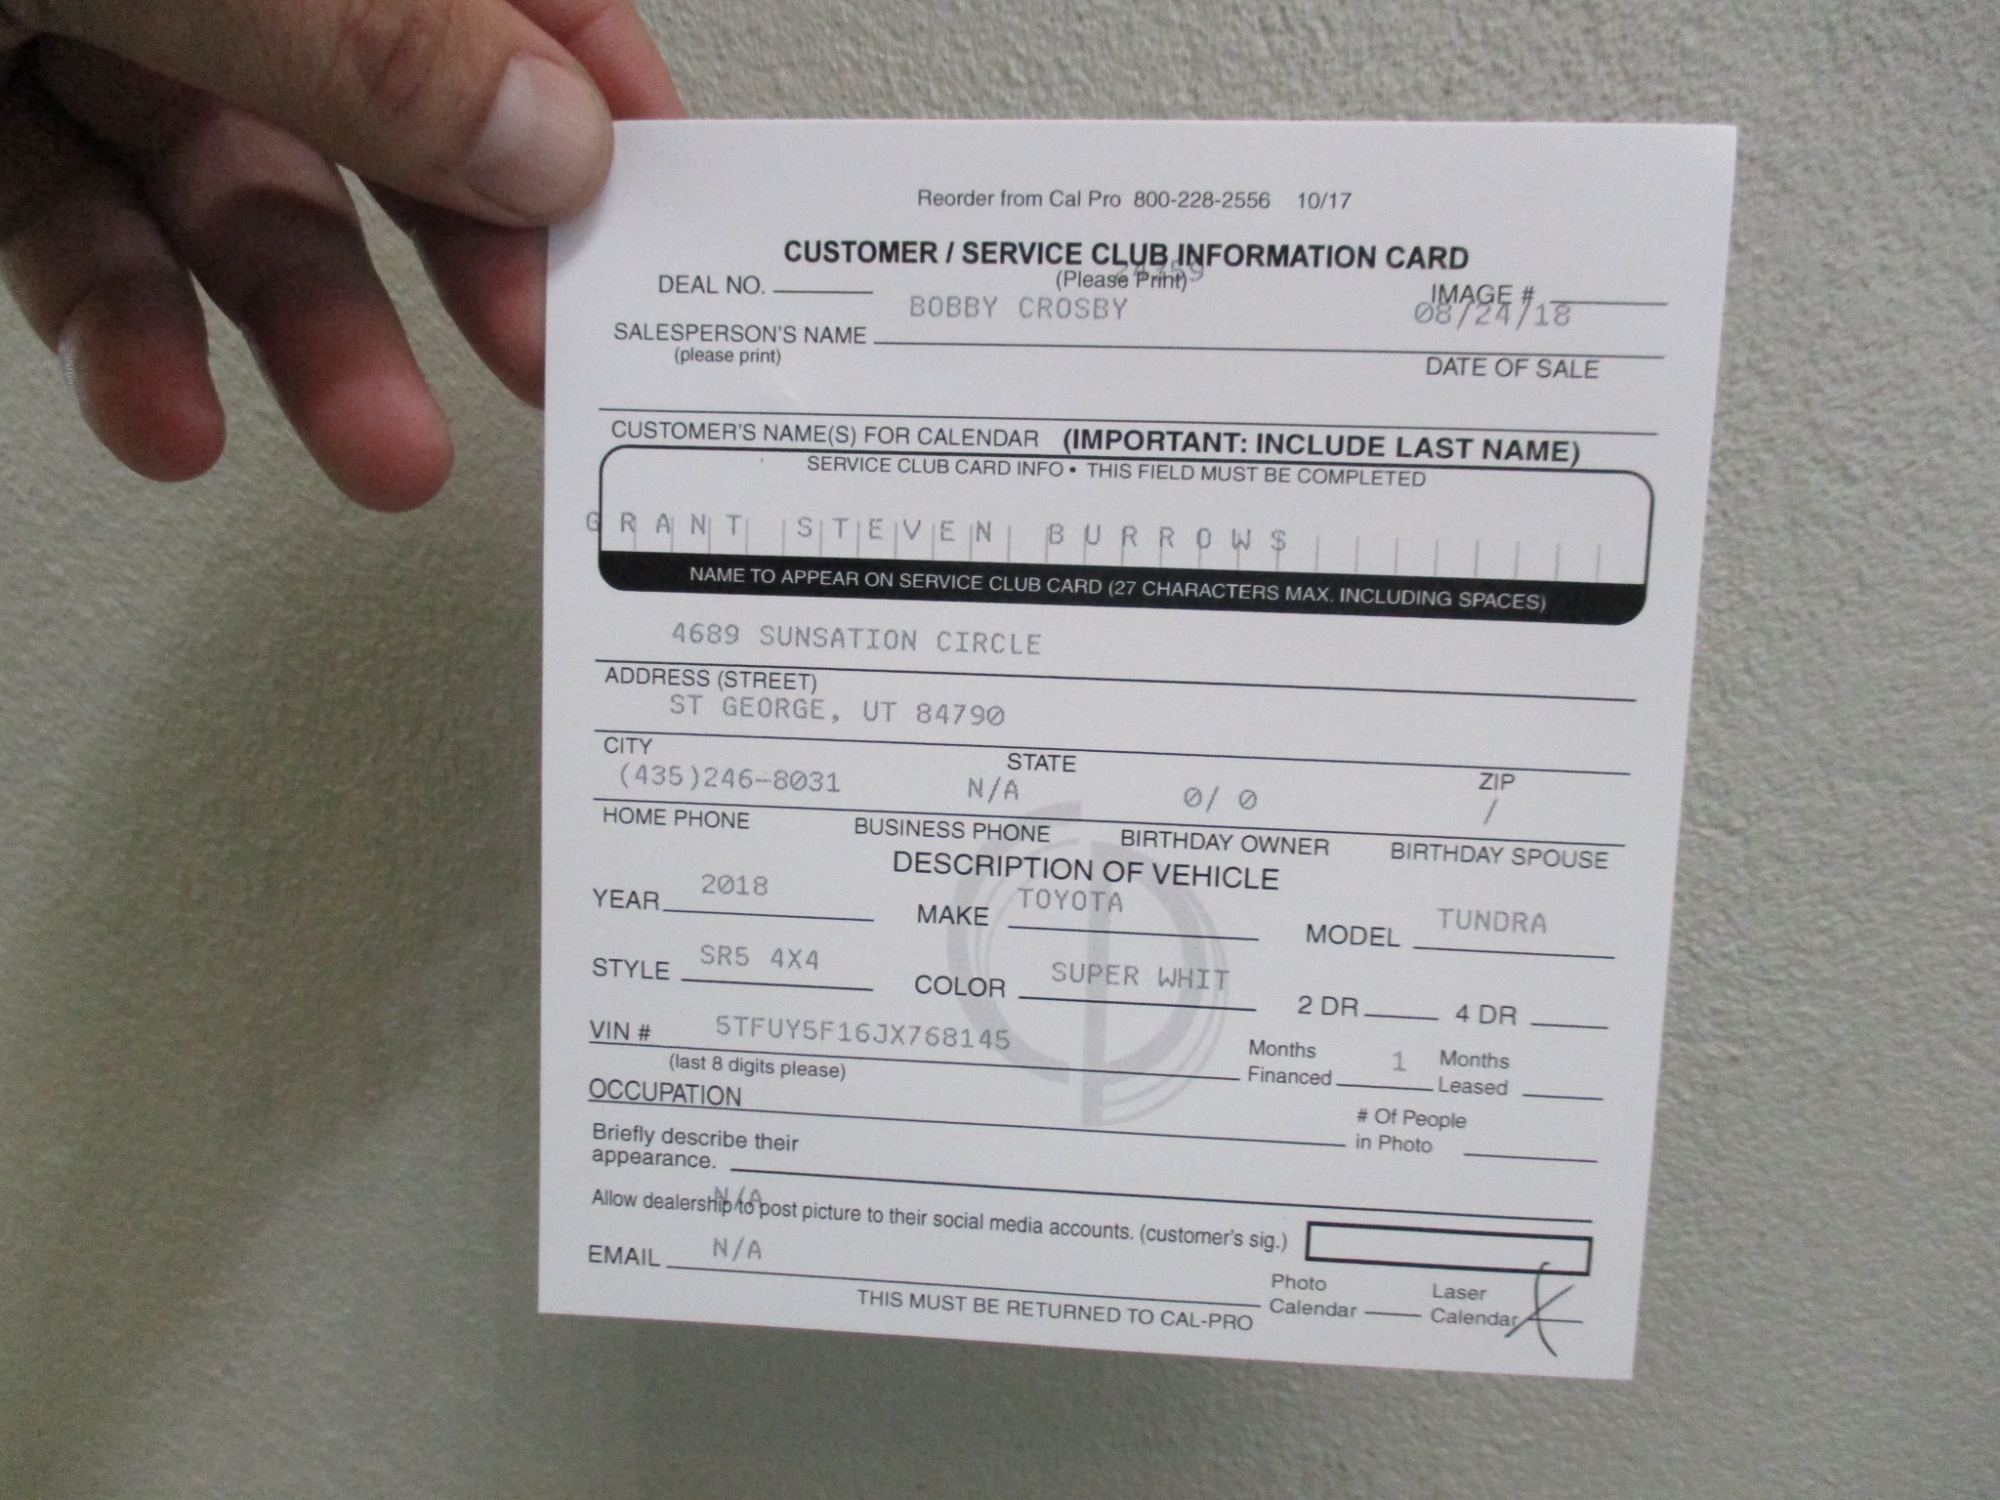 Reorder from Cal Pro 800-228-2556 10/17
CUSTOMER / SERVICE CLUB INFORMATION CARD
(Please Print)
DEAL NO. IMAGE #
BOBBY CROSBY 08/24/18
SALESPERSON'S NAME
(please print) DATE OF SALE
CUSTOMER'S NAME(S) FOR CALENDAR (IMPORTANT: INCLUDE LAST NAME)
SERVICE CLUB CARD INFO • THIS FIELD MUST BE COMPLETED
GRANT STEVEN BURROWS
NAME TO APPEAR ON SERVICE CLUB CARD (27 CHARACTERS MAX. INCLUDING SPACES)
4689 SUNSATION CIRCLE
ADDRESS (STREET)
ST GEORGE, UT 84790
CITY STATE ZIP
(435)246-8031 N/A 0/ 0 /
HOME PHONE BUSINESS PHONE BIRTHDAY OWNER BIRTHDAY SPOUSE
DESCRIPTION OF VEHICLE
YEAR 2018 MAKE TOYOTA MODEL TUNDRA
STYLE SR5 4X4 COLOR SUPER WHIT 2 DR 4 DR
VIN # 5TFUY5F16JX768145 Months Financed 1 Months Leased
(last 8 digits please)
OCCUPATION
# Of People in Photo
Briefly describe their
appearance.
N/A
Allow dealership to post picture to their social media accounts. (customer's sig.)
EMAIL N/A
Photo Calendar Laser Calendar X
THIS MUST BE RETURNED TO CAL-PRO